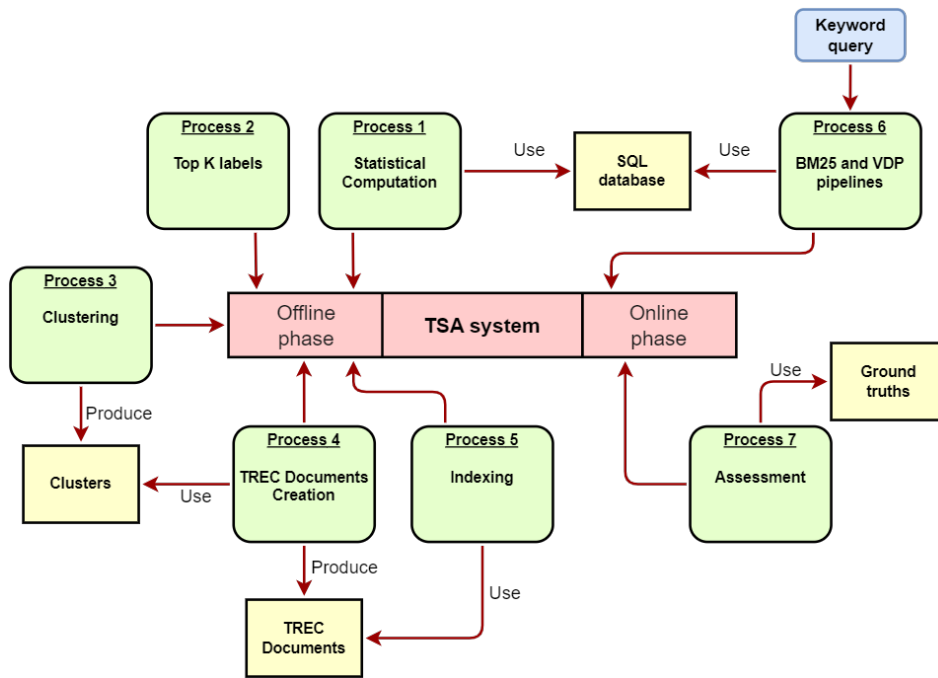 Keyword
query
Process 2
Top K labels
Process 1
Statistical
Computation
Use
SQL
database
Use
Process 6
BM25 and VDP
pipelines
Process 3
Clustering
Offline
phase
TSA system
Online
phase
Produce
Clusters
Use
Process 4
TREC Documents
Creation
Process 5
Indexing
Process 7
Assessment
Use
Ground
truths
Produce
Use
TREC
Documents